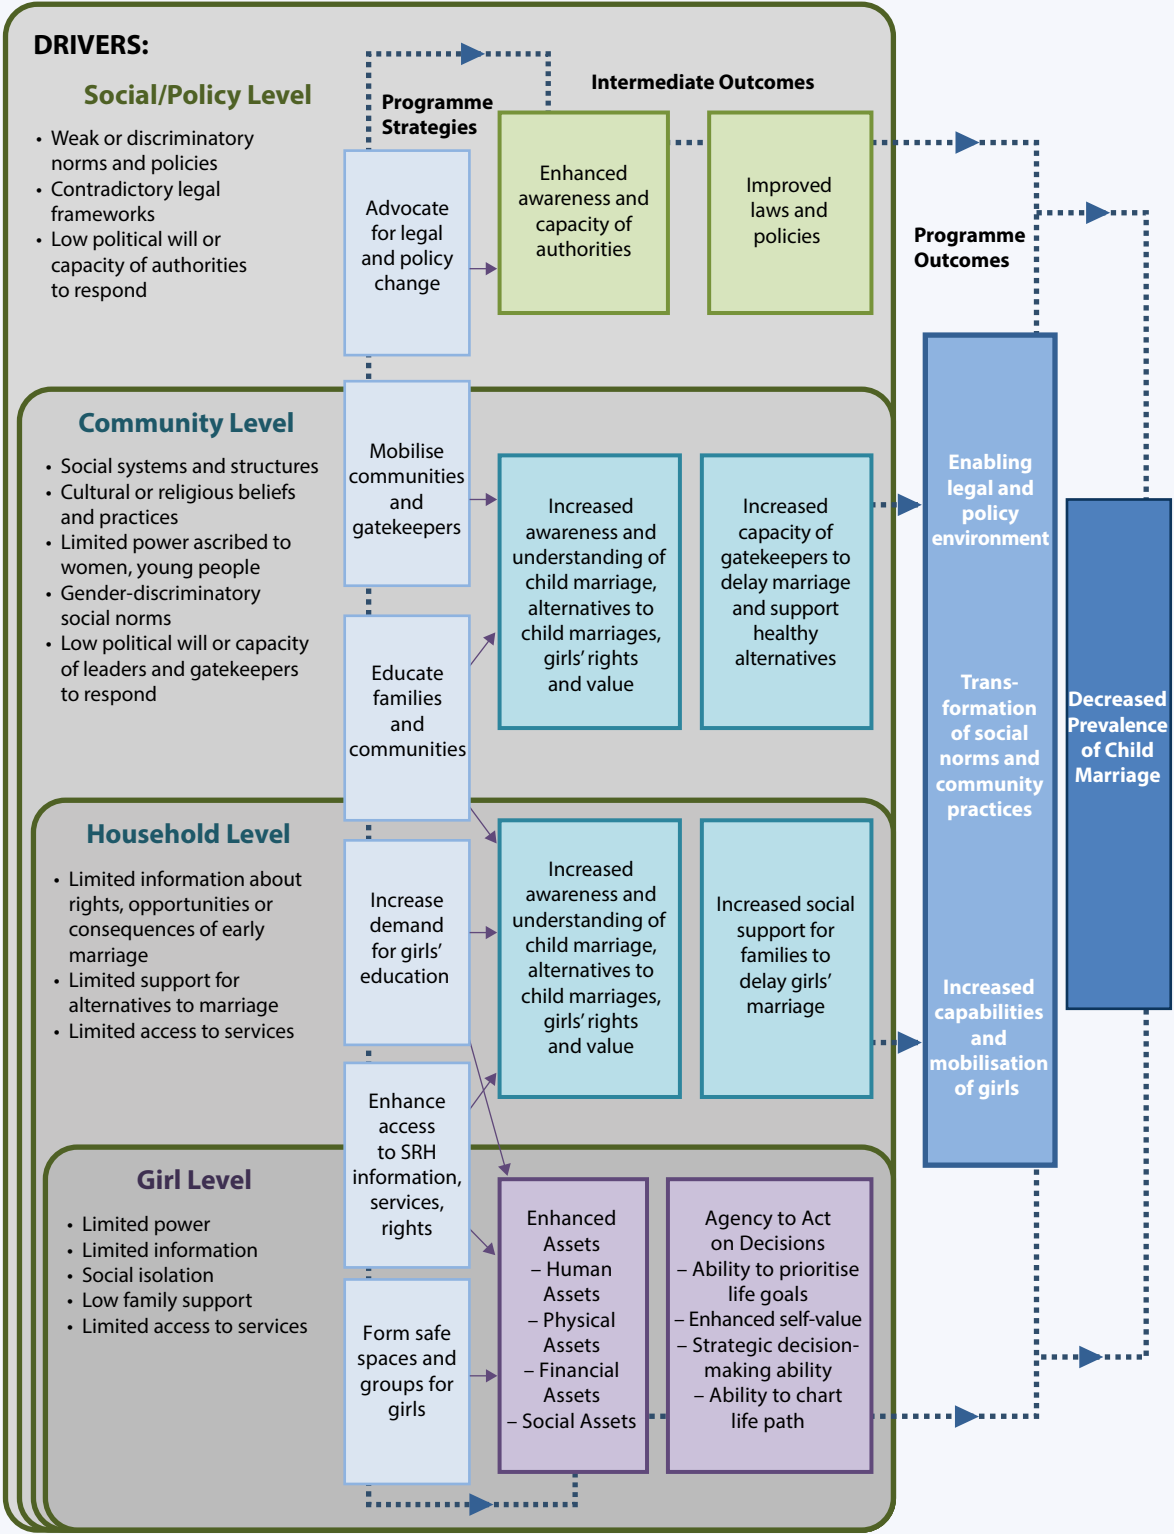 DRIVERS:
Social/Policy Level
• Weak or discriminatory
norms and policies
• Contradictory legal
frameworks
• Low political will or
capacity of authorities
to respond
Programme
Strategies
Intermediate Outcomes
Advocate
for legal
and policy
change
Enhanced
awareness and
capacity of
authorities
Improved
laws and
policies
Programme
Outcomes
Community Level
• Social systems and structures
• Cultural or religious beliefs
and practices
• Limited power ascribed to
women, young people
• Gender-discriminatory
social norms
• Low political will or capacity
of leaders and gatekeepers
to respond
Mobilise
communities
and
gatekeepers
Educate
families
and
communities
Increased
awareness and
understanding of
child marriage,
alternatives to
child marriages,
girls’ rights
and value
Increased
capacity of
gatekeepers to
delay marriage
and support
healthy
alternatives
Household Level
• Limited information about
rights, opportunities or
consequences of early
marriage
• Limited support for
alternatives to marriage
• Limited access to services
Increase
demand
for girls’
education
Enhance
access
to SRH
information,
services,
rights
Increased
awareness and
understanding of
child marriage,
alternatives to
child marriages,
girls’ rights
and value
Increased social
support for
families to
delay girls’
marriage
Girl Level
• Limited power
• Limited information
• Social isolation
• Low family support
• Limited access to services
Form safe
spaces and
groups for
girls
Enhanced
Assets
– Human
Assets
– Physical
Assets
– Financial
Assets
– Social Assets
Agency to Act
on Decisions
– Ability to prioritise
life goals
– Enhanced self-value
– Strategic decision-
making ability
– Ability to chart
life path
Enabling
legal and
policy
environment
Trans-
formation
of social
norms and
community
practices
Increased
capabilities
and
mobilisation
of girls
Decreased
Prevalence
of Child
Marriage